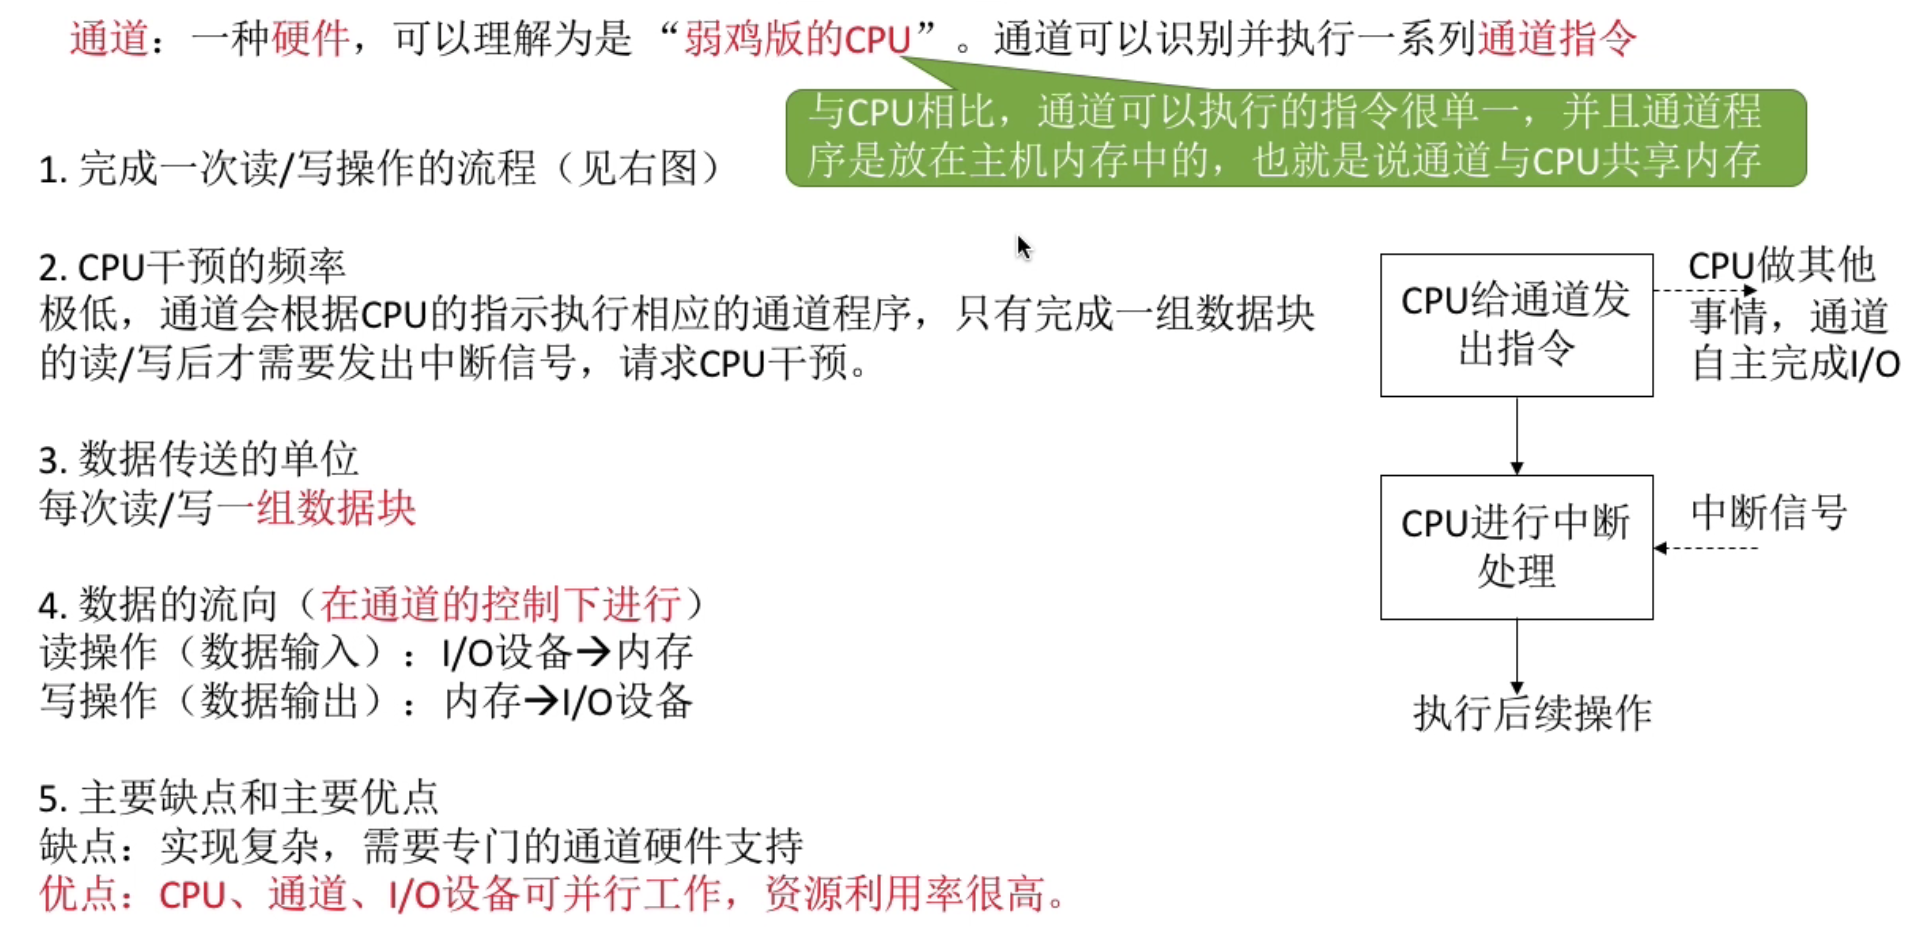 通道：一种硬件，可以理解为是“弱鸡版的CPU”。通道可以识别并执行一系列通道指令
与CPU相比，通道可以执行的指令很单一，并且通道程
序是放在主机内存中的，也就是说通道与CPU共享内存
1. 完成一次读/写操作的流程（见右图）
2. CPU干预的频率
极低，通道会根据CPU的指示执行相应的通道程序，只有完成一组数据块
的读/写后才需要发出中断信号，请求CPU干预。
3. 数据传送的单位
每次读/写一组数据块
4. 数据的流向（在通道的控制下进行）
读操作（数据输入）：I/O设备→内存
写操作（数据输出）：内存→I/O设备
5. 主要缺点和主要优点
缺点：实现复杂，需要专门的通道硬件支持
优点：CPU、通道、I/O设备可并行工作，资源利用率很高。
CPU给通道发
出指令
CPU做其他
事情，通道
自主完成I/O
CPU进行中断
处理
中断信号
执行后续操作